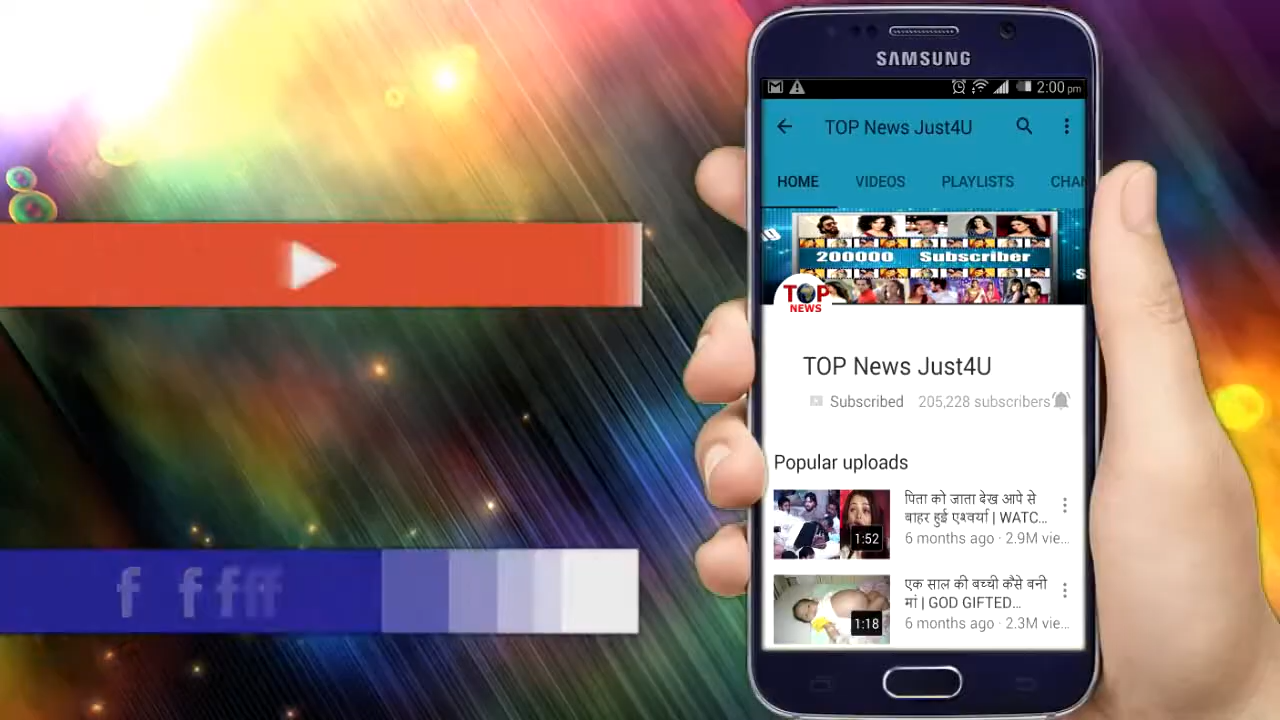 SAMSUNG
2:00 pm
TOP News Just4U
HOME VIDEOS PLAYLISTS CHAN
200000 Subscriber
TOP
NEWS
TOP News Just4U
Subscribed 205,228 subscribers
Popular uploads
पिता को जाता देख आपे से
बाहर हुई एश्वर्या | WATC...
6 months ago · 2.9M vie...
1:52
एक साल की बच्ची कैसे बनी
मां | GOD GIFTED...
6 months ago · 2.3M vie...
1:18
f f f f f